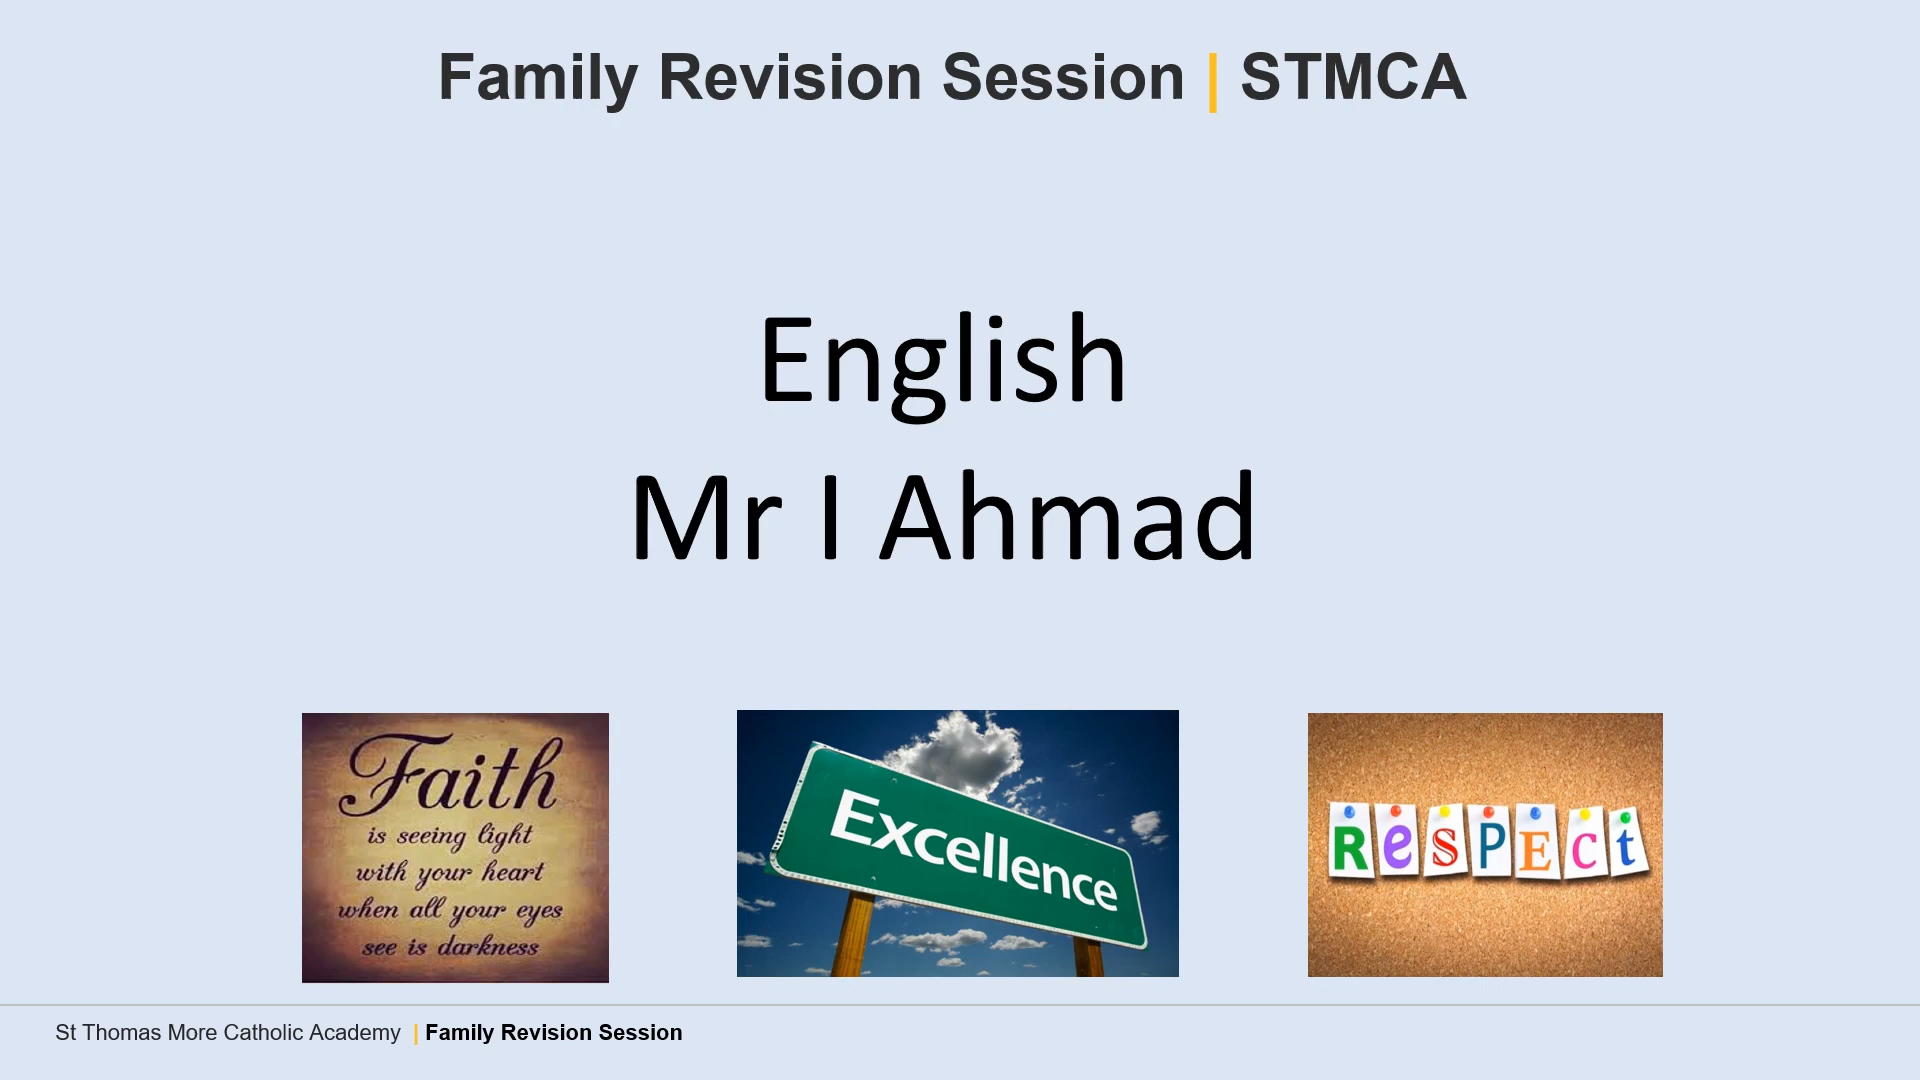 Family Revision Session | STMCA
English
Mr I Ahmad
Faith
is seeing light
with your heart
when all your eyes
see is darkness
Excellence
ResPEct
St Thomas More Catholic Academy | Family Revision Session